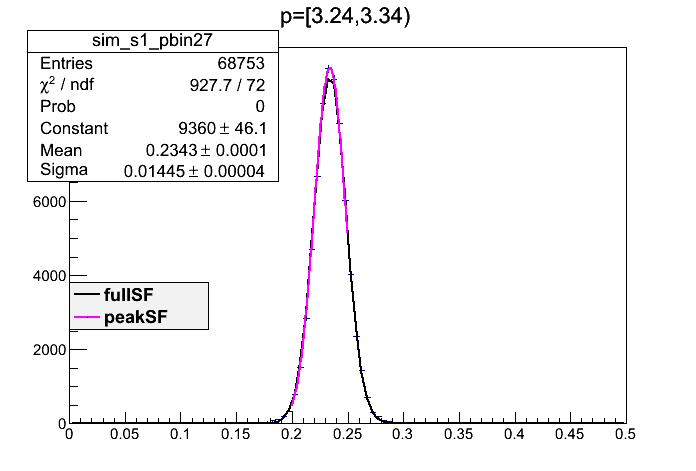 p=[3.24,3.34)
sim_s1_pbin27
Entries 68753
χ² / ndf 927.7 / 72
Prob 0
Constant 9360 ± 46.1
Mean 0.2343 ± 0.0001
Sigma 0.01445 ± 0.00004
6000
4000
fullSF
peakSF
2000
0
0 0.05 0.1 0.15 0.2 0.25 0.3 0.35 0.4 0.45 0.5